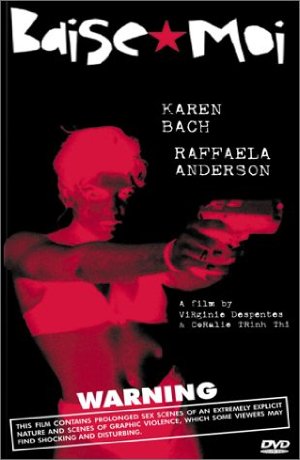 Baise★Moi
KAREN
BACH
RAFFAELA
ANDERSON
A film by
ViRginie Despentes
& CoRalie TRinh Thi
WARNING
THIS FILM CONTAINS PROLONGED SEX SCENES OF AN EXTREMELY EXPLICIT
NATURE AND SCENES OF GRAPHIC VIOLENCE, WHICH SOME VIEWERS MAY
FIND SHOCKING AND DISTURBING.
DVD